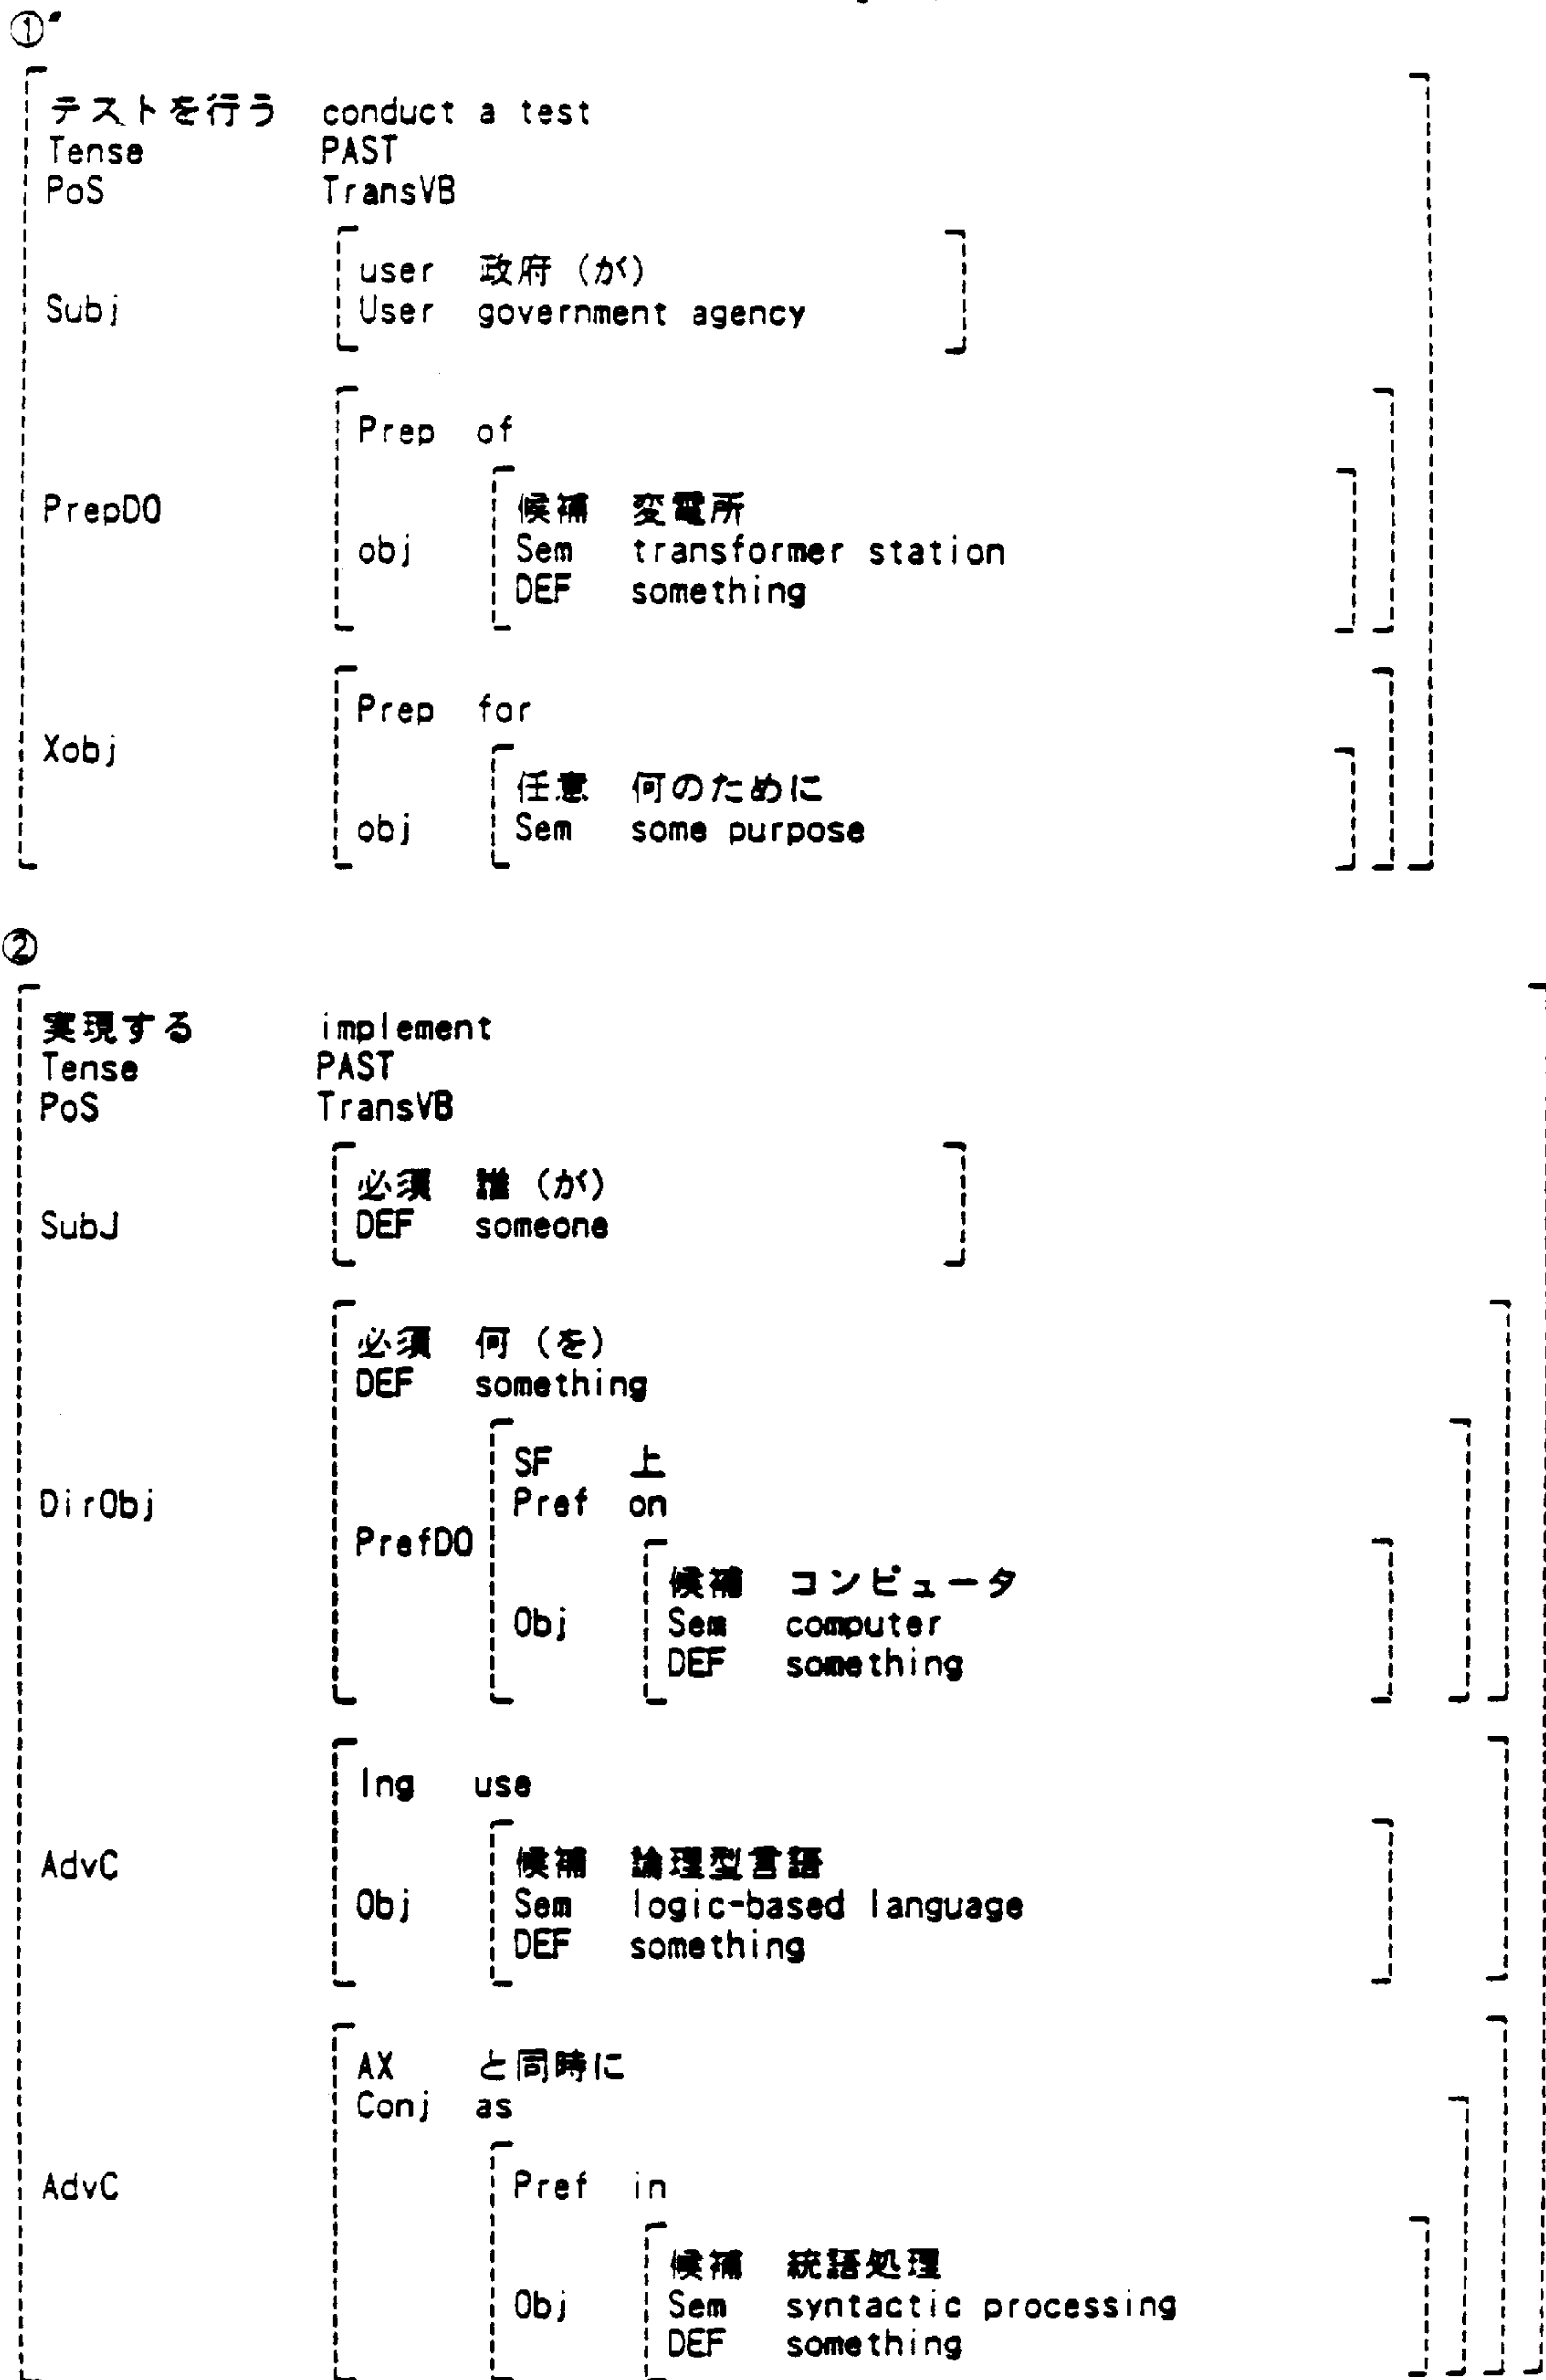 ①
テストを行う conduct a test
Tense PAST
PoS TransVB
user 政府（が）
Subj User government agency
Prep of
PrepDO 候補 変電所
obj Sem transformer station
DEF something
Prep for
Xobj
任意 何のために
obj Sem some purpose
②
実現する implement
Tense PAST
PoS TransVB
必須 誰（が）
SubJ DEF someone
必須 何（を）
DEF something
SF 上
DirObj Pref on
PrefDO
候補 コンピュータ
Obj Sem computer
DEF something
Ing use
AdvC 候補 論理型言語
Obj Sem logic-based language
DEF something
AX と同時に
Conj as
AdvC Pref in
候補 統語処理
Obj Sem syntactic processing
DEF something